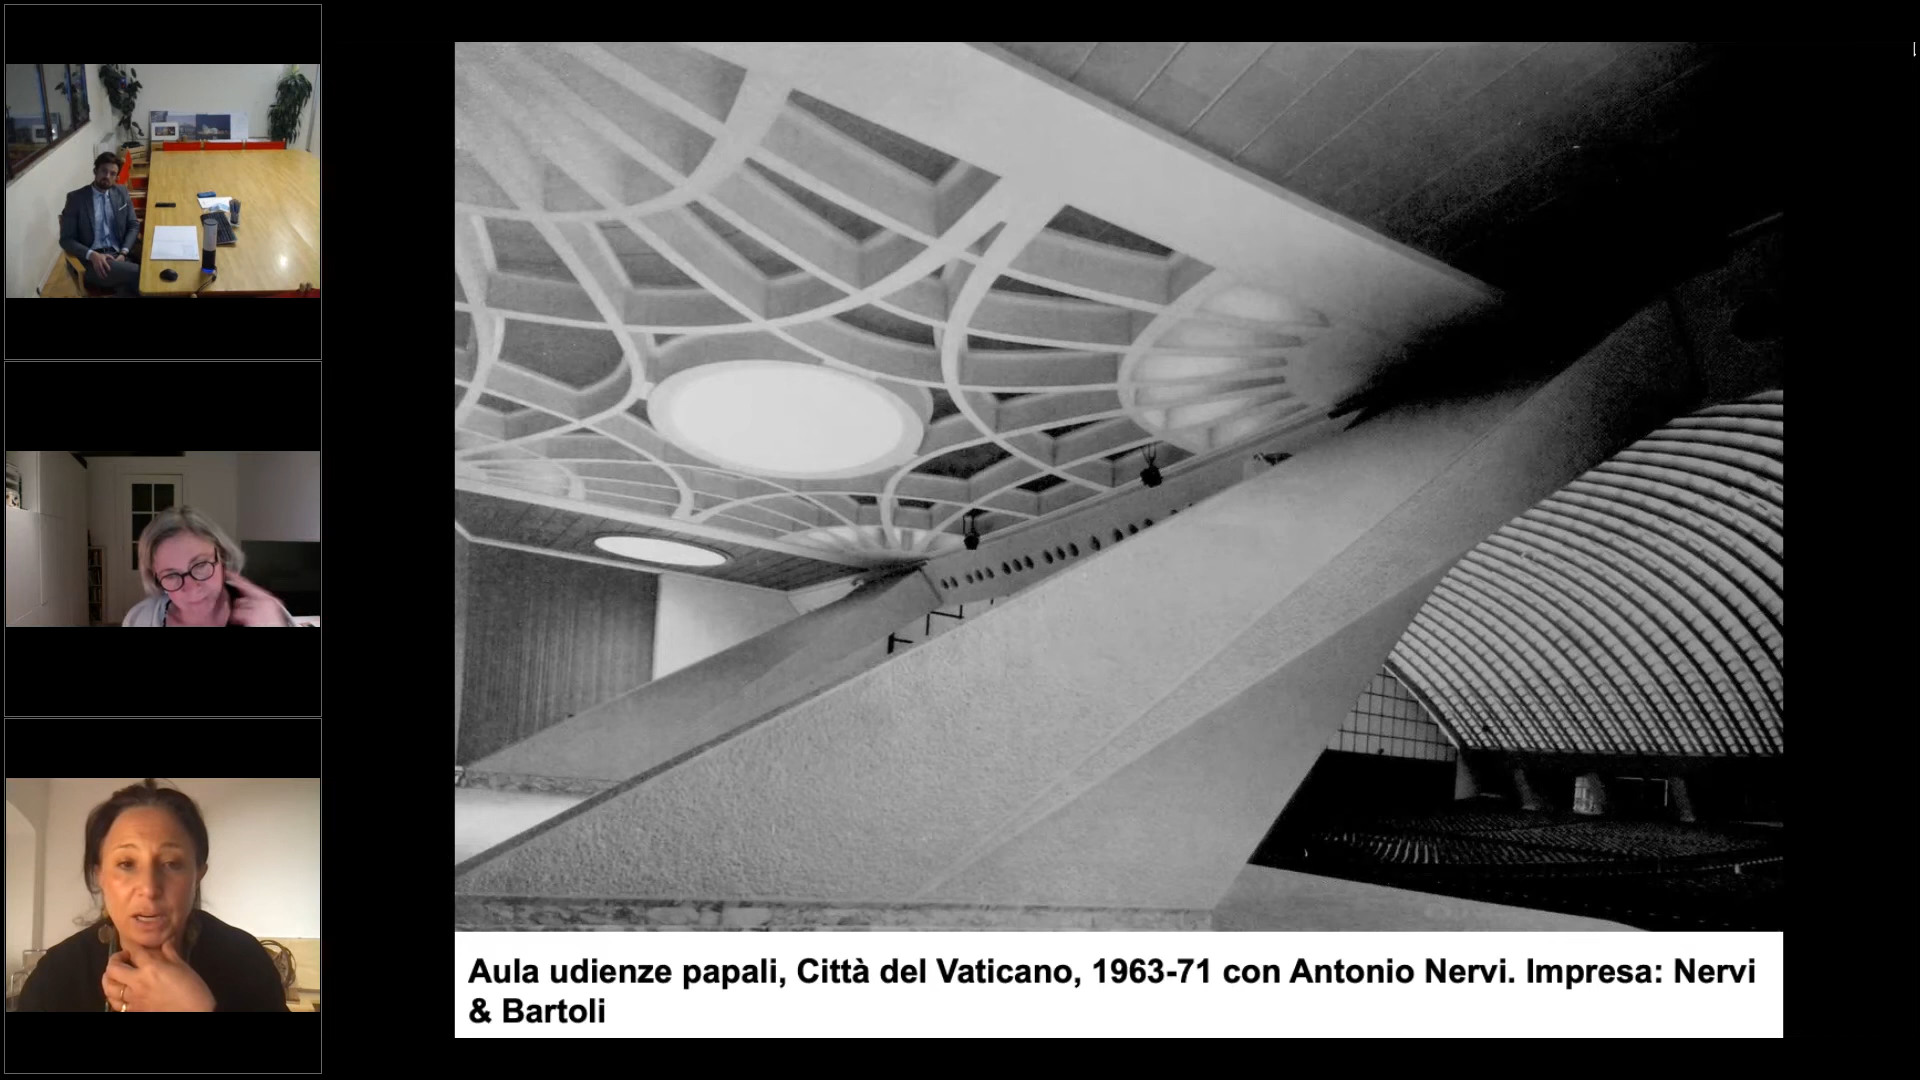 Aula udienze papali, Città del Vaticano, 1963-71 con Antonio Nervi. Impresa: Nervi
& Bartoli